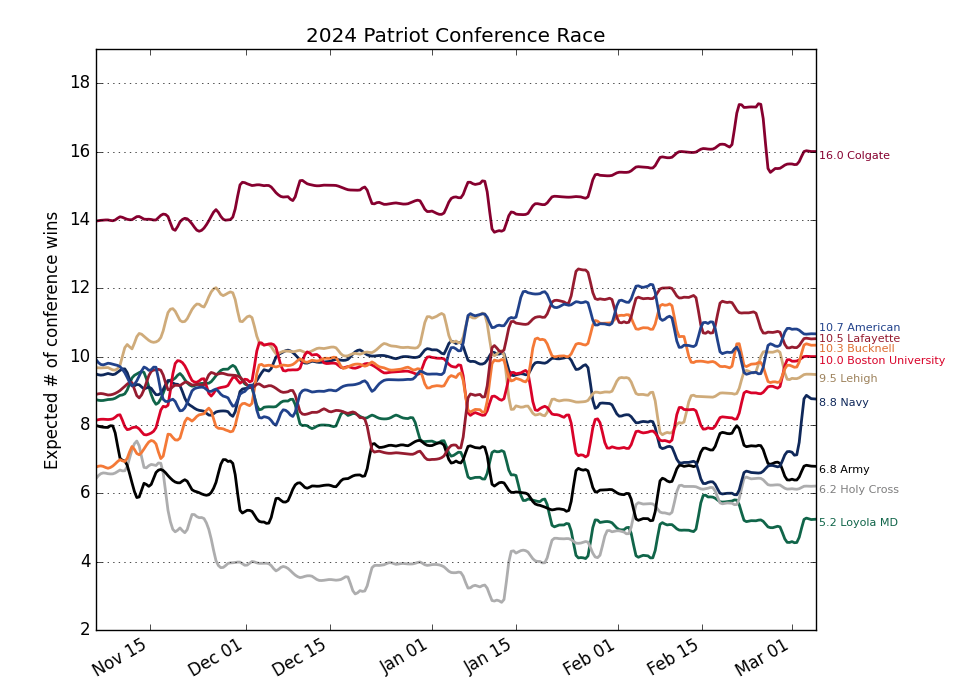 2024 Patriot Conference Race
Expected # of conference wins
18
16
14
12
10
8
6
4
2
Nov 15
Dec 01
Dec 15
Jan 01
Jan 15
Feb 01
Feb 15
Mar 01
16.0 Colgate
10.7 American
10.5 Lafayette
10.3 Bucknell
10.0 Boston University
9.5 Lehigh
8.8 Navy
6.8 Army
6.2 Holy Cross
5.2 Loyola MD